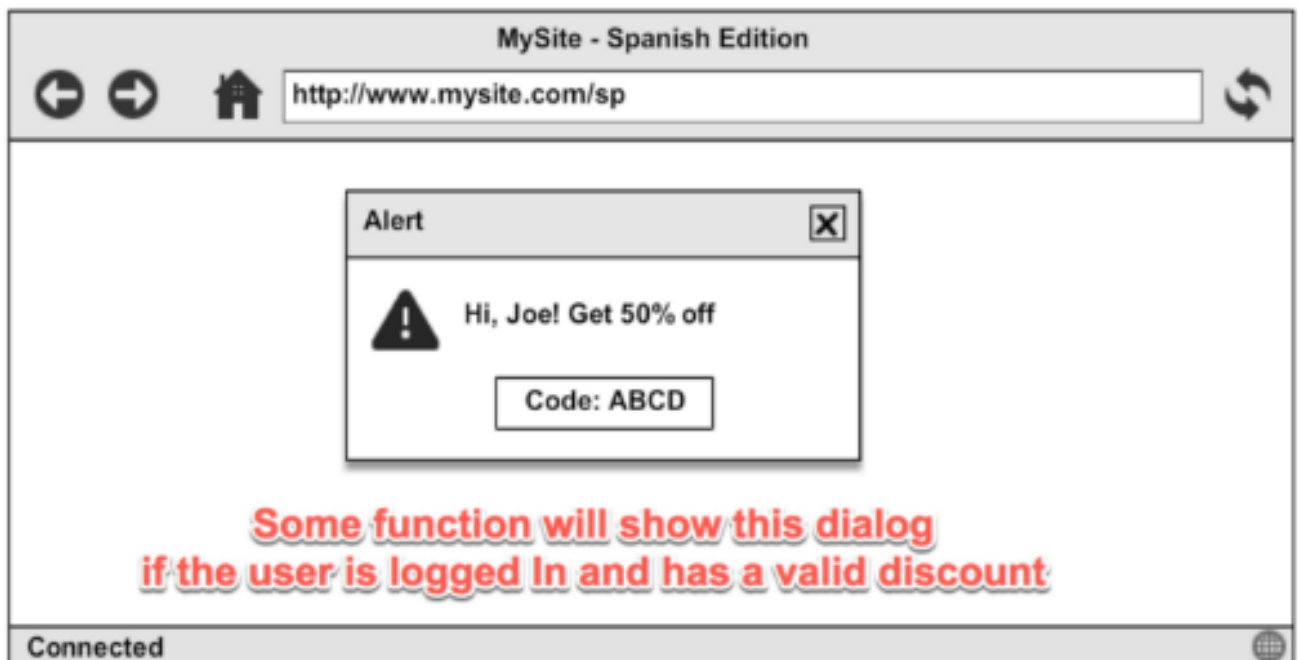 MySite - Spanish Edition
http://www.mysite.com/sp
Alert
Hi, Joe! Get 50% off
Code: ABCD
Some function will show this dialog
if the user is logged In and has a valid discount
Connected